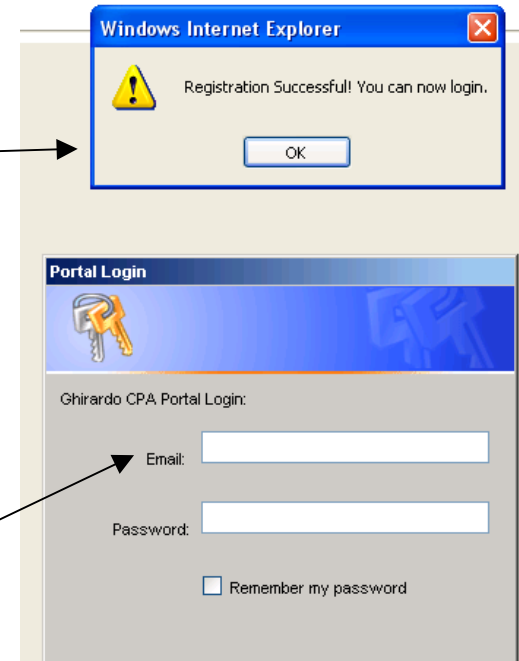 Windows Internet Explorer
Registration Successful! You can now login.
OK
Portal Login
Ghirardo CPA Portal Login:
Email:
Password:
Remember my password